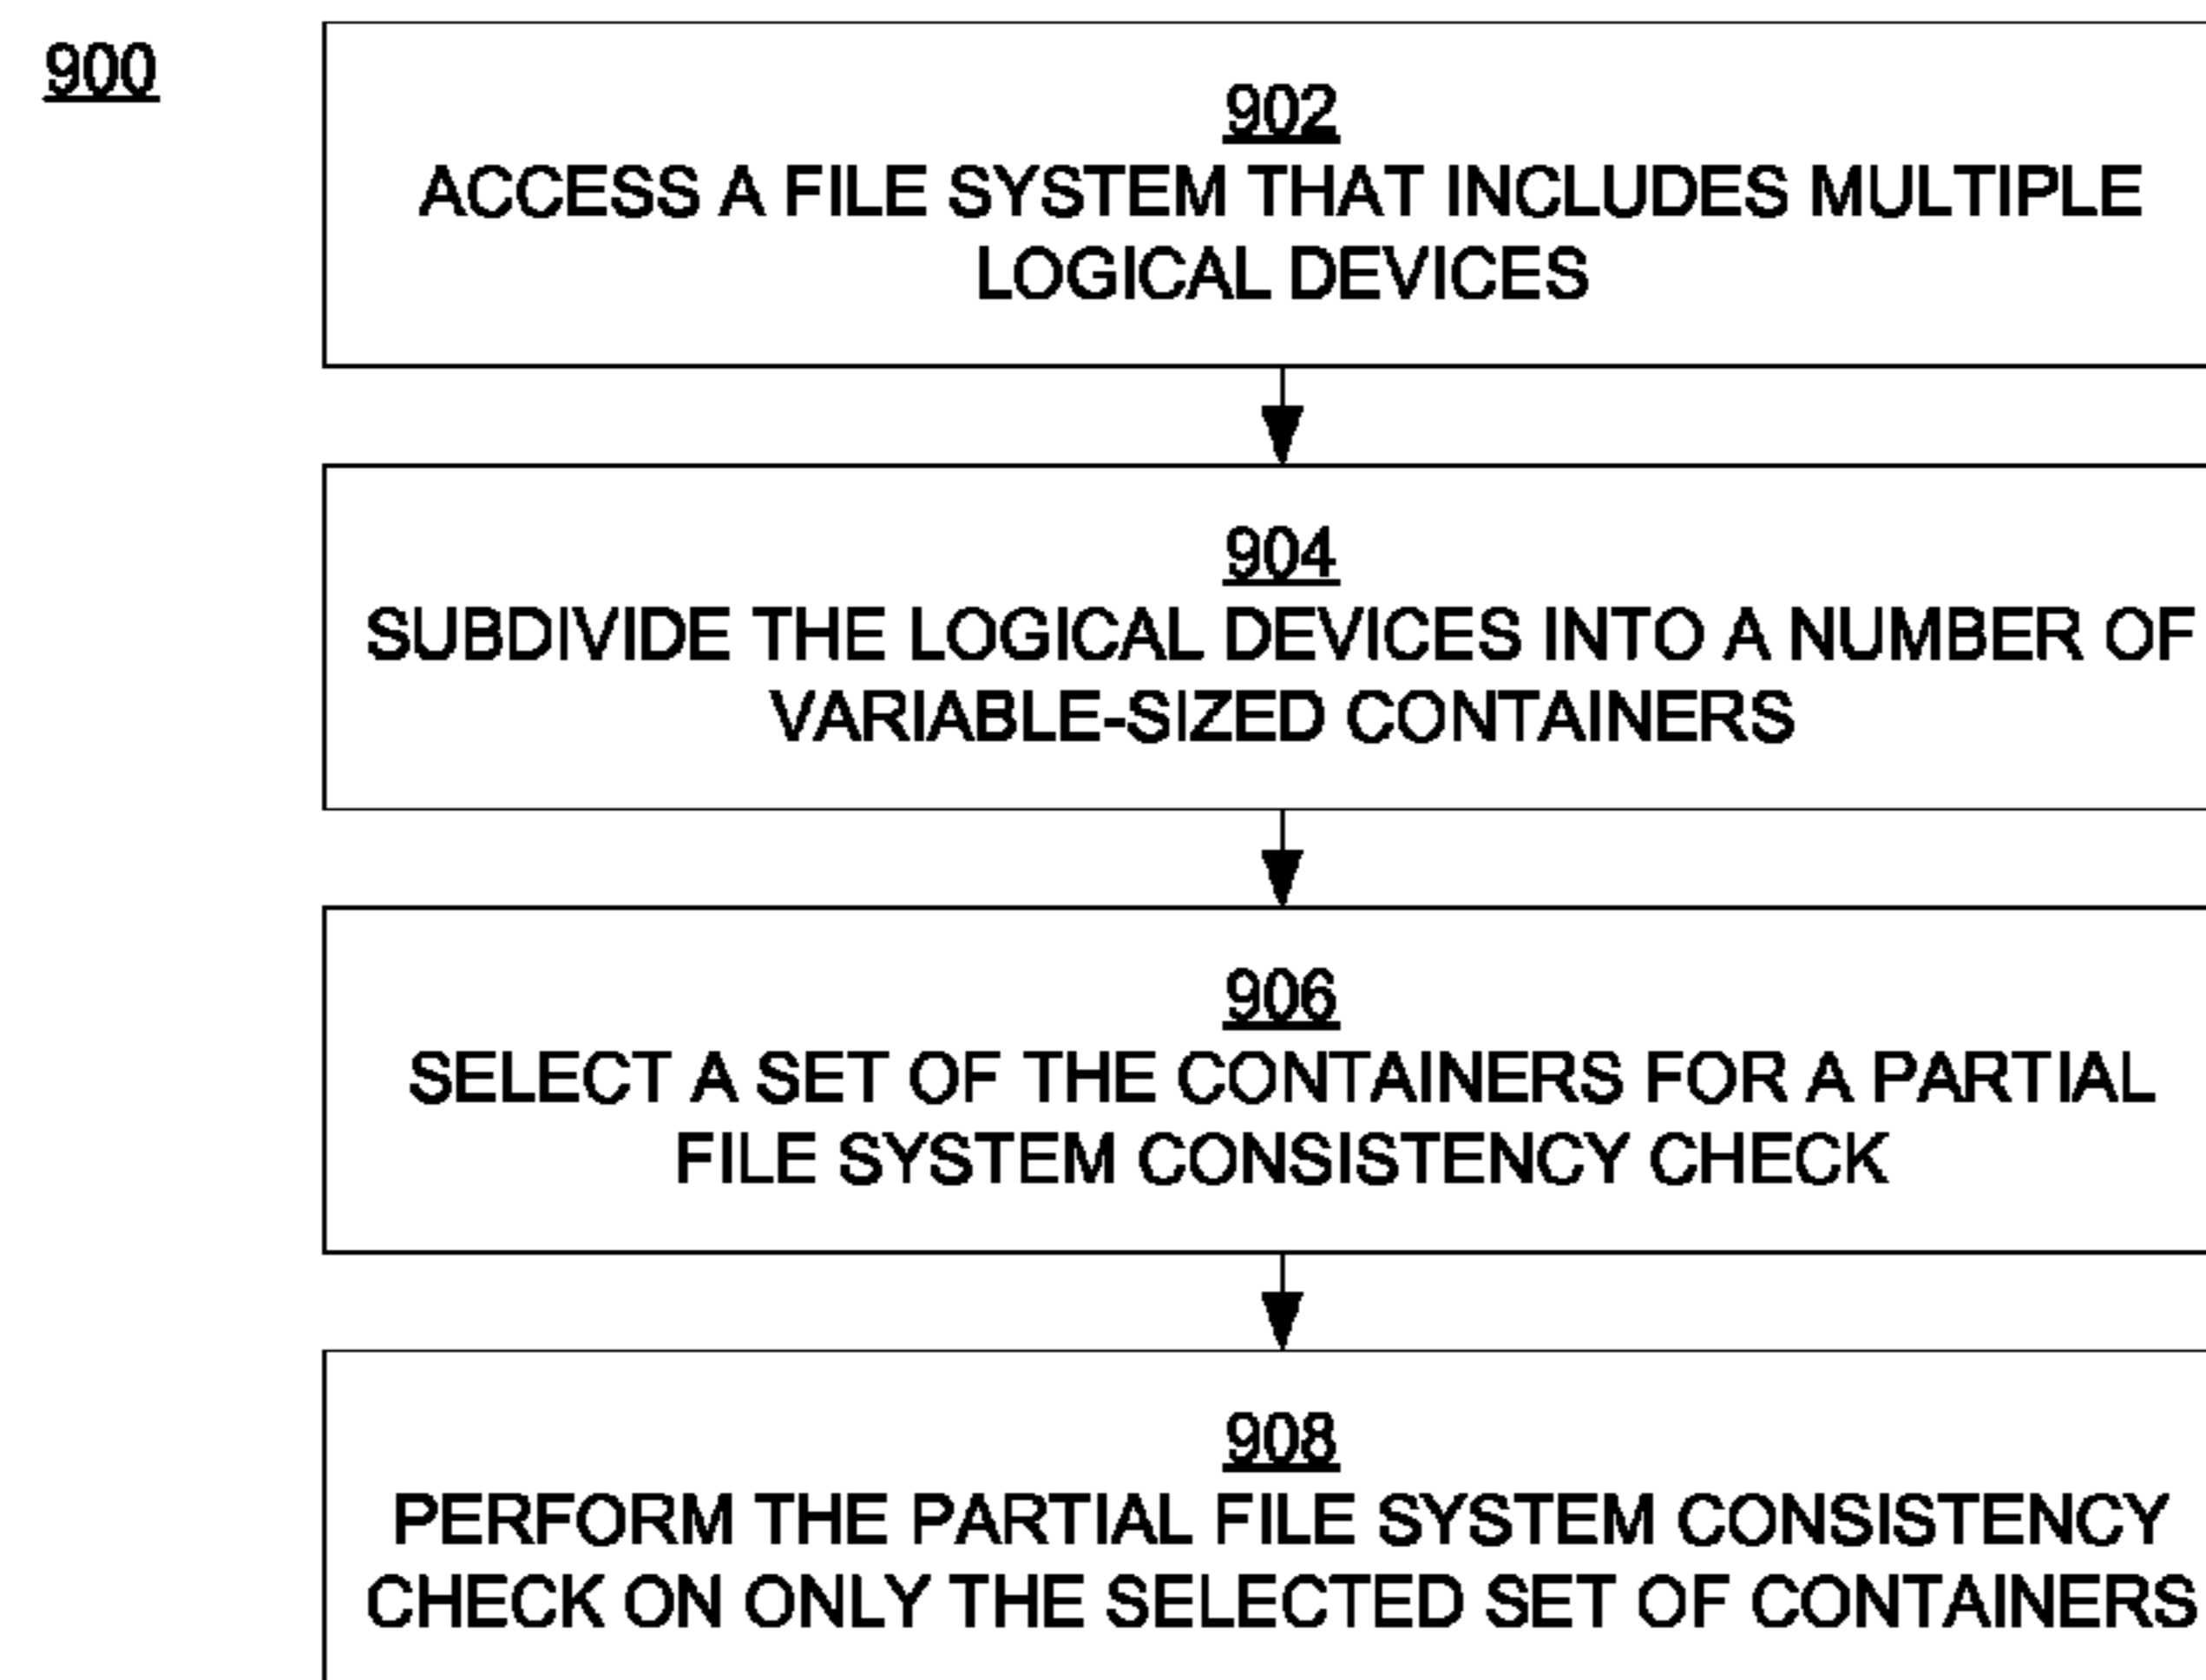 900
902
ACCESS A FILE SYSTEM THAT INCLUDES MULTIPLE
LOGICAL DEVICES
904
SUBDIVIDE THE LOGICAL DEVICES INTO A NUMBER OF
VARIABLE-SIZED CONTAINERS
906
SELECT A SET OF THE CONTAINERS FOR A PARTIAL
FILE SYSTEM CONSISTENCY CHECK
908
PERFORM THE PARTIAL FILE SYSTEM CONSISTENCY
CHECK ON ONLY THE SELECTED SET OF CONTAINERS